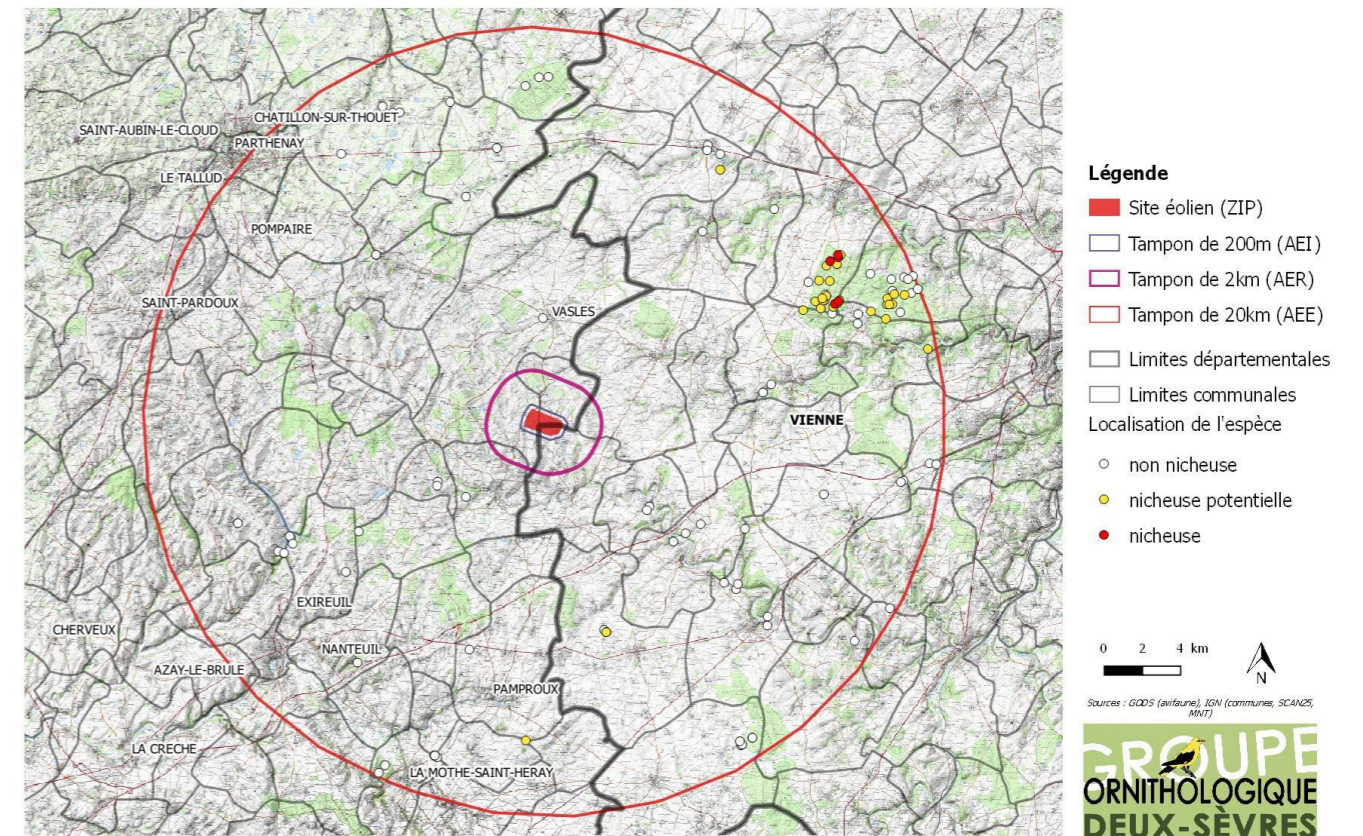 CHATILLON-SUR-THOUET
SAINT-AUBIN-LE-CLOUD
PARTHENAY
LE TALLUD
POMPAIRE
SAINT-PARDOUX
VASLES
VIENNE
EXIREUIL
CHERVEUX
NANTEUIL
AZAY-LE-BRULE
PAMPROUX
LA CRECHE
LA MOTHE-SAINT-HERAY
Légende
Site éolien (ZIP)
Tampon de 200m (AEI)
Tampon de 2km (AER)
Tampon de 20km (AEE)
Limites départementales
Limites communales
Localisation de l'espèce
non nicheuse
nicheuse potentielle
nicheuse
0 2 4 km
N
Sources : GODS (avifaune), IGN (communes, SCAN25,
MNT)
GROUPE
ORNITHOLOGIQUE
DEUX-SÈVRES